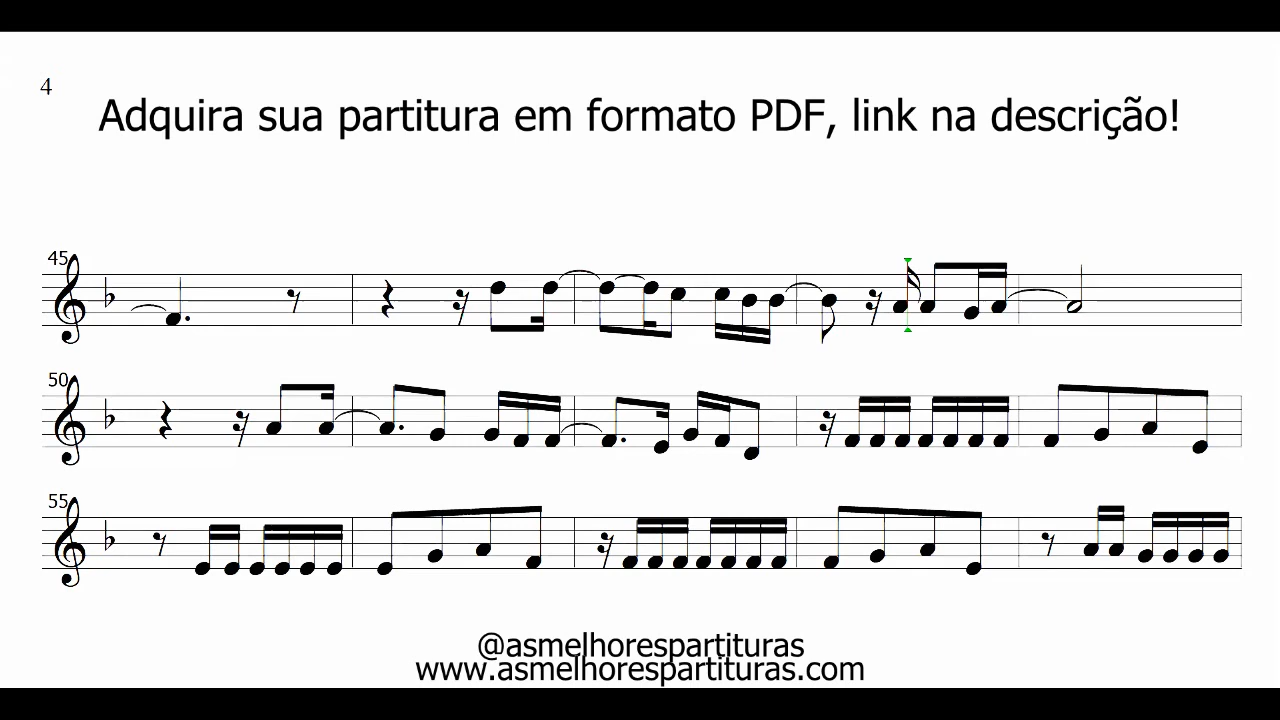 4
Adquira sua partitura em formato PDF, link na descrição!
45
50
55
@asmelhorespartituras
www.asmelhorespartituras.com